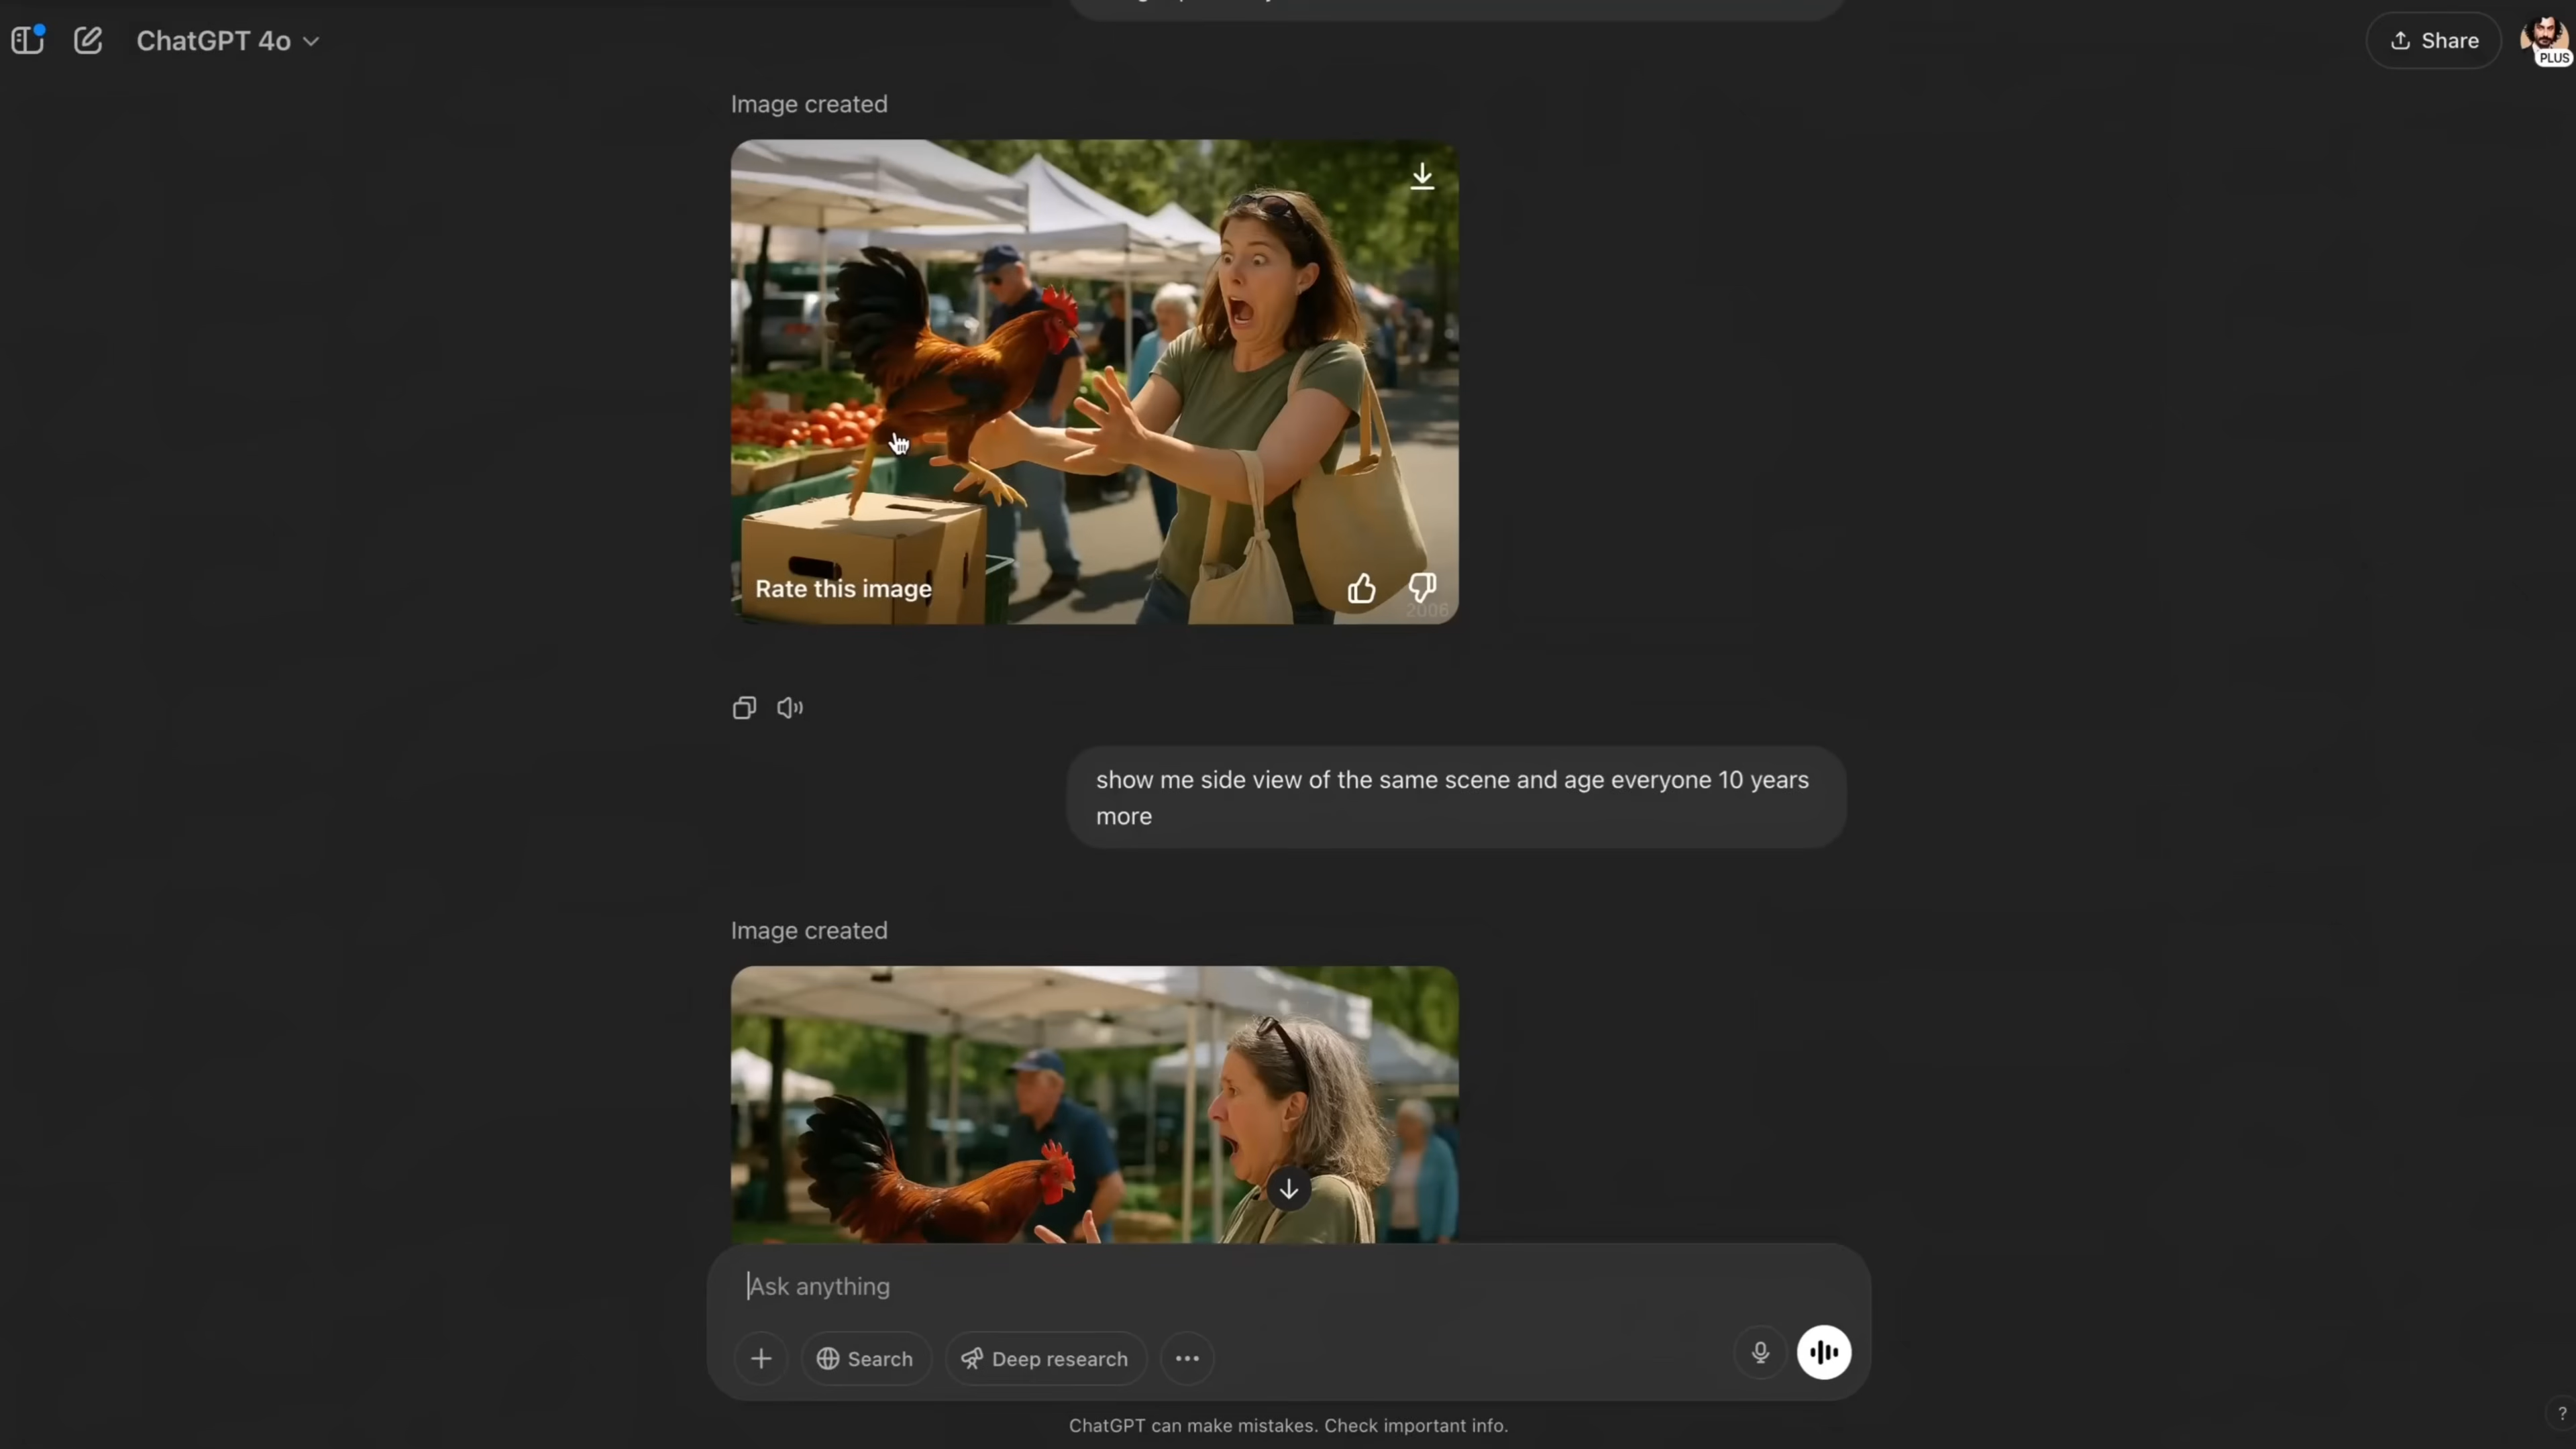 ChatGPT 4o
Share
PLUS
Image created
Rate this image
2006
show me side view of the same scene and age everyone 10 years
more
Image created
Ask anything
Search
Deep research
ChatGPT can make mistakes. Check important info.
?